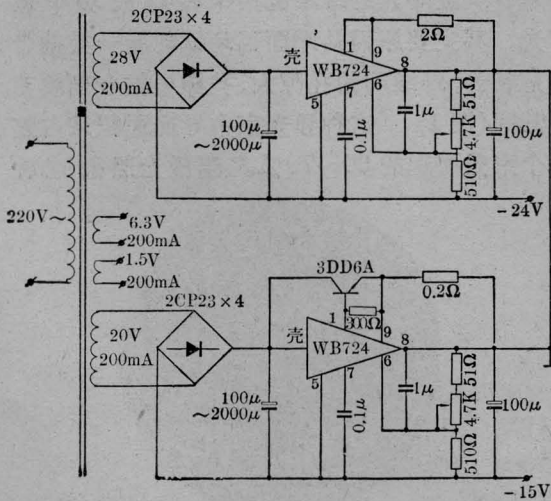 2CP23×4
28V
200mA
100μ
～2000μ
壳
WB724
1
9
8
5
7
6
2Ω
0.1μ
1μ
51Ω
4.7K
510Ω
100μ
-24V
220V～
6.3V
200mA
1.5V
200mA
2CP23×4
20V
200mA
100μ
～2000μ
3DD6A
300Ω
0.2Ω
壳
WB724
1
9
8
5
7
6
0.1μ
1μ
51Ω
4.7K
510Ω
100μ
-15V